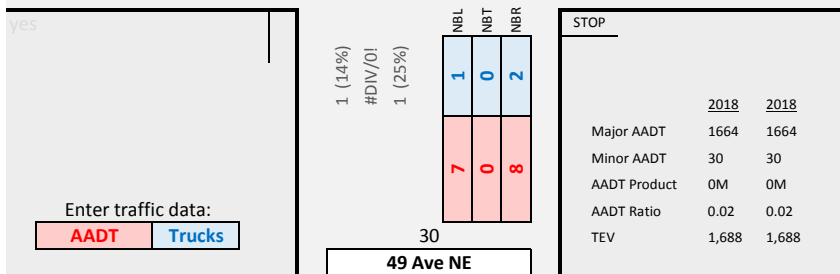 yes
Enter traffic data:
AADT Trucks
1 (14%)
#DIV/0!
1 (25%)
NBL NBT NBR
1 0 2
7 0 8
30
49 Ave NE
STOP
2018 2018
Major AADT 1664 1664
Minor AADT 30 30
AADT Product 0M 0M
AADT Ratio 0.02 0.02
TEV 1,688 1,688